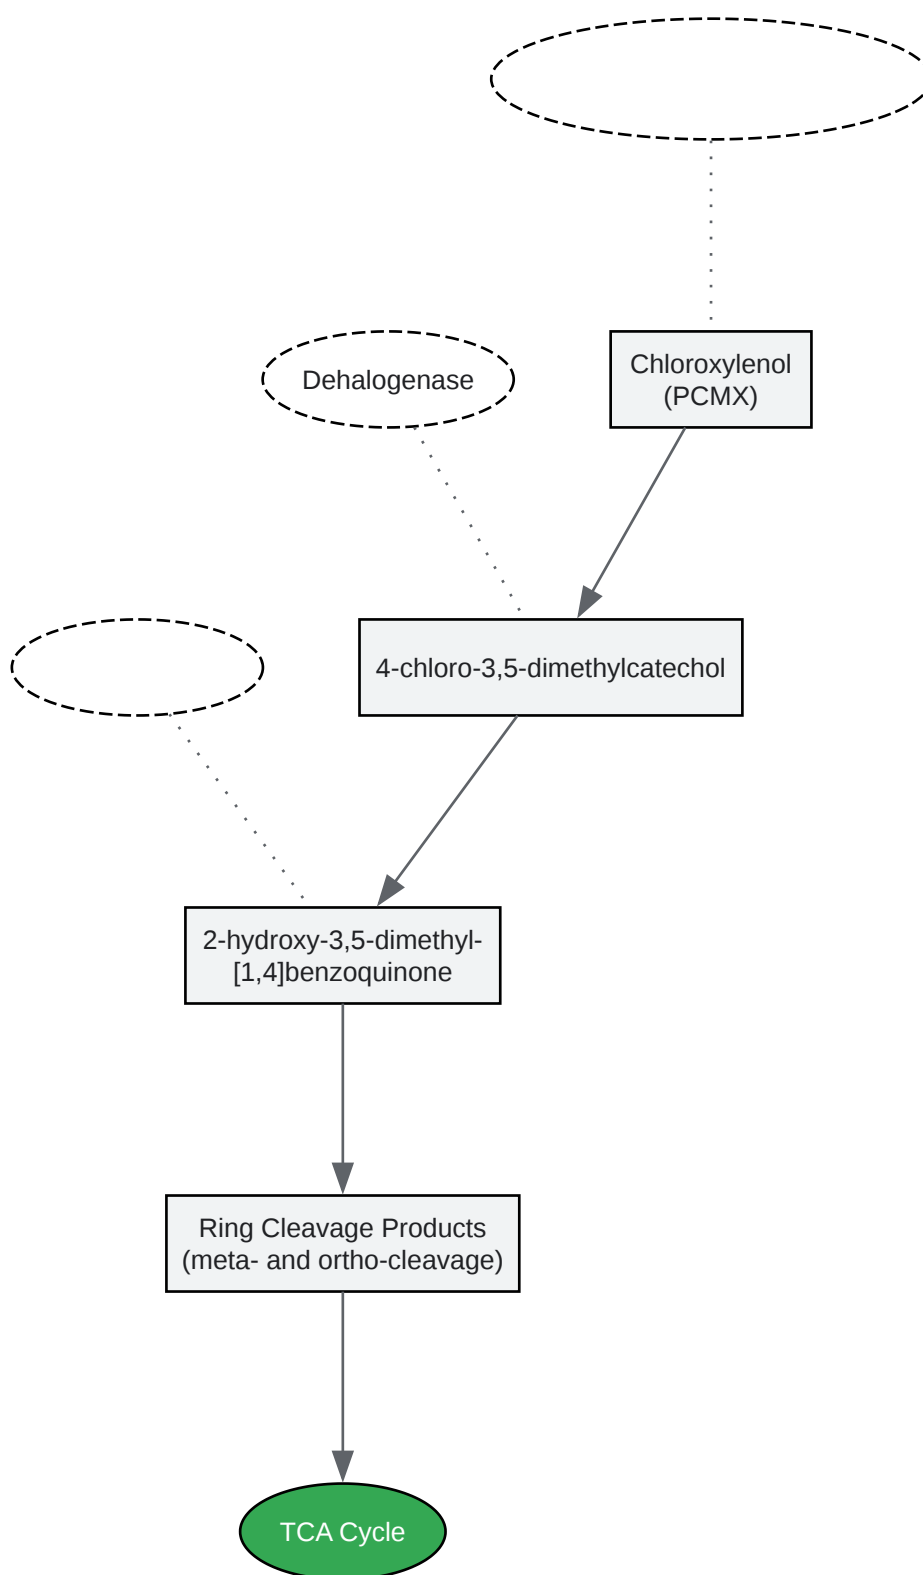 Chloroxylenol
(PCMX)
Dehalogenase
4-chloro-3,5-dimethylcatechol
2-hydroxy-3,5-dimethyl-
[1,4]benzoquinone
Ring Cleavage Products
(meta- and ortho-cleavage)
TCA Cycle